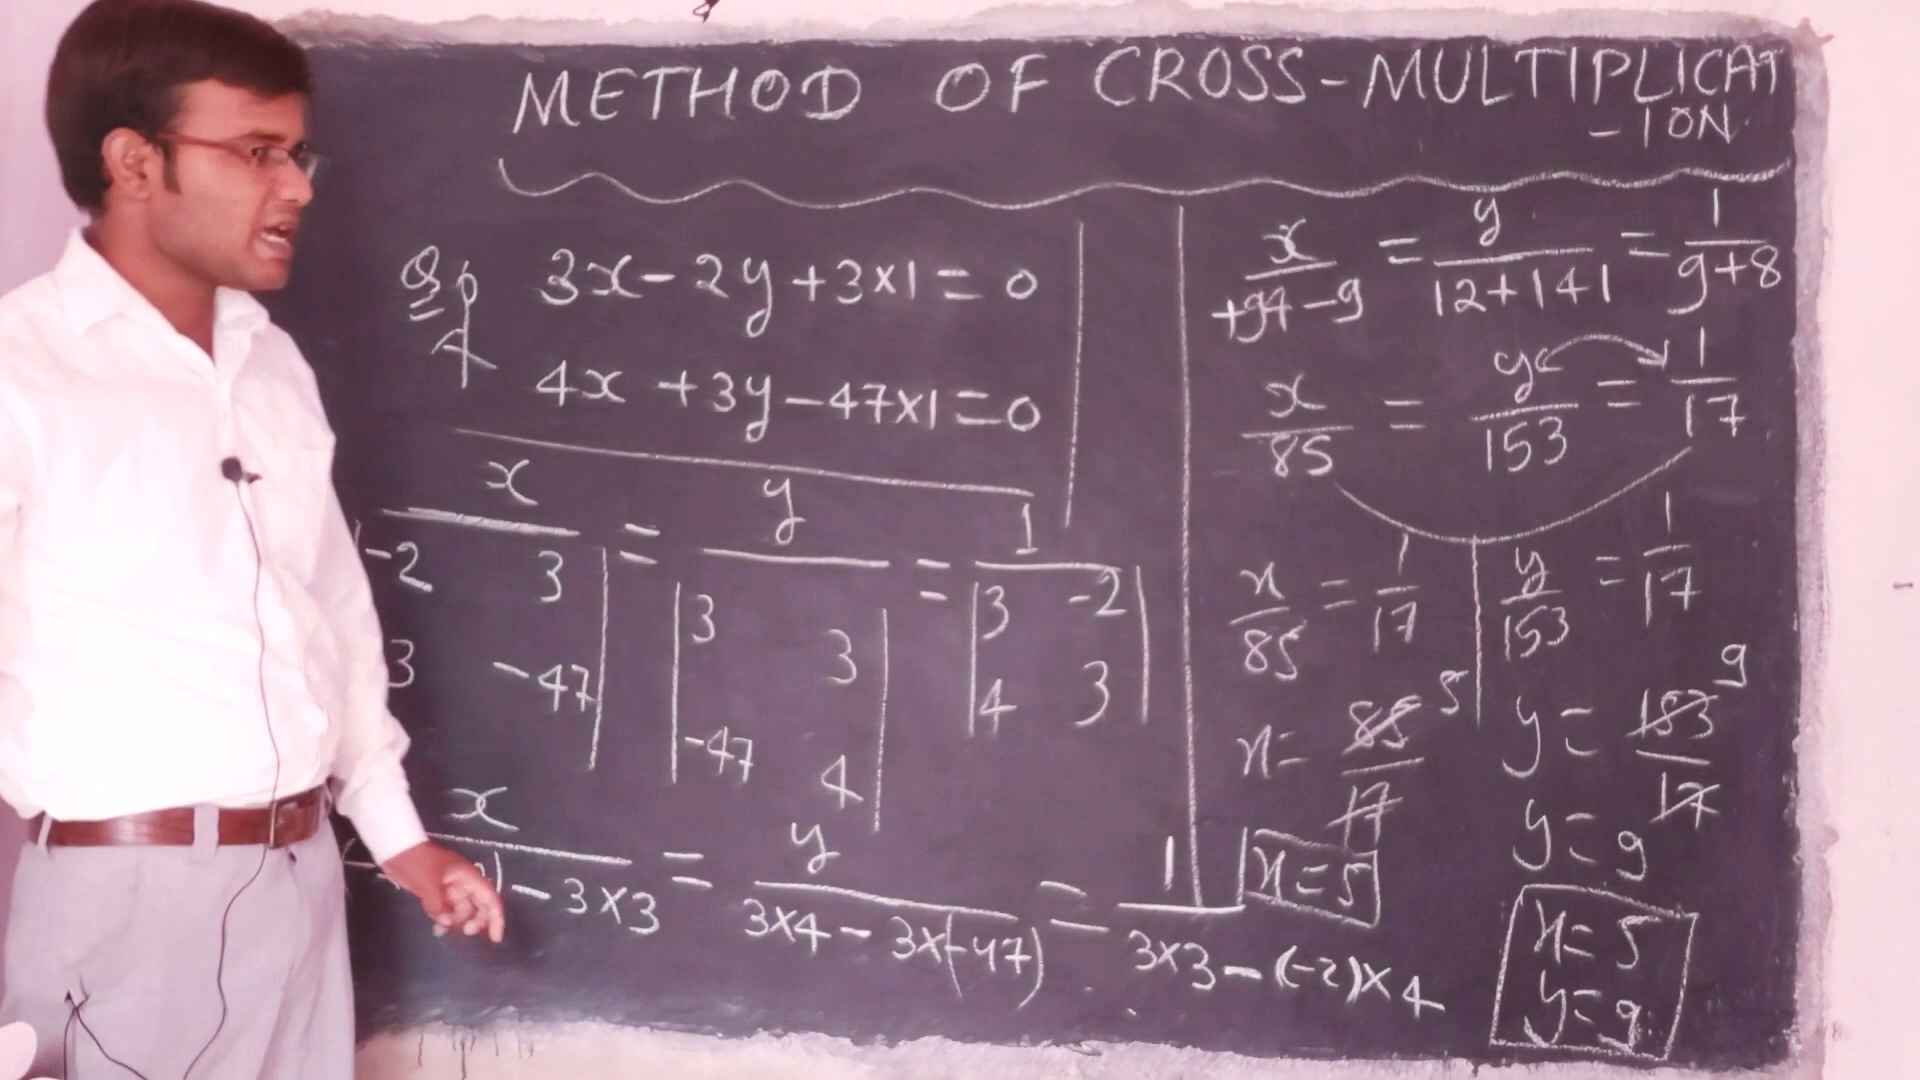 METHOD OF CROSS-MULTIPLICAT
-ION
3x - 2y + 3×1 = 0
4x + 3y - 47×1 = 0
x = y = 1
-2 3 3 3 3 -2
3 -47 -47 4 4 3
x = y = 1
- 3×3 3×4 - 3×(-47) 3×3 - (-2)×4
x/+94-9 = y/12+141 = 1/9+8
x/85 = y/153 = 1/17
x/85 = 1/17
x = 85/17 5
x = 5
y/153 = 1/17
y = 153/17 9
y = 9
x = 5
y = 9